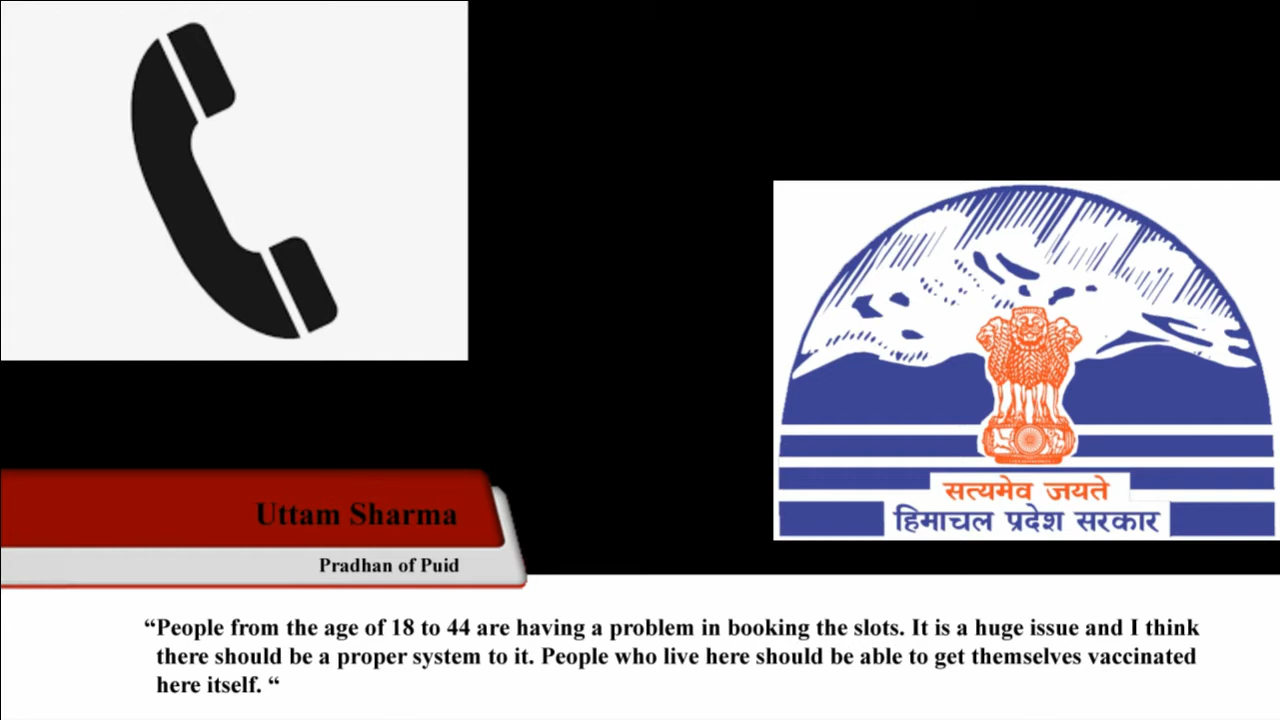 सत्यमेव जयते
हिमाचल प्रदेश सरकार
Uttam Sharma
Pradhan of Puid
“People from the age of 18 to 44 are having a problem in booking the slots. It is a huge issue and I think
there should be a proper system to it. People who live here should be able to get themselves vaccinated
here itself. “